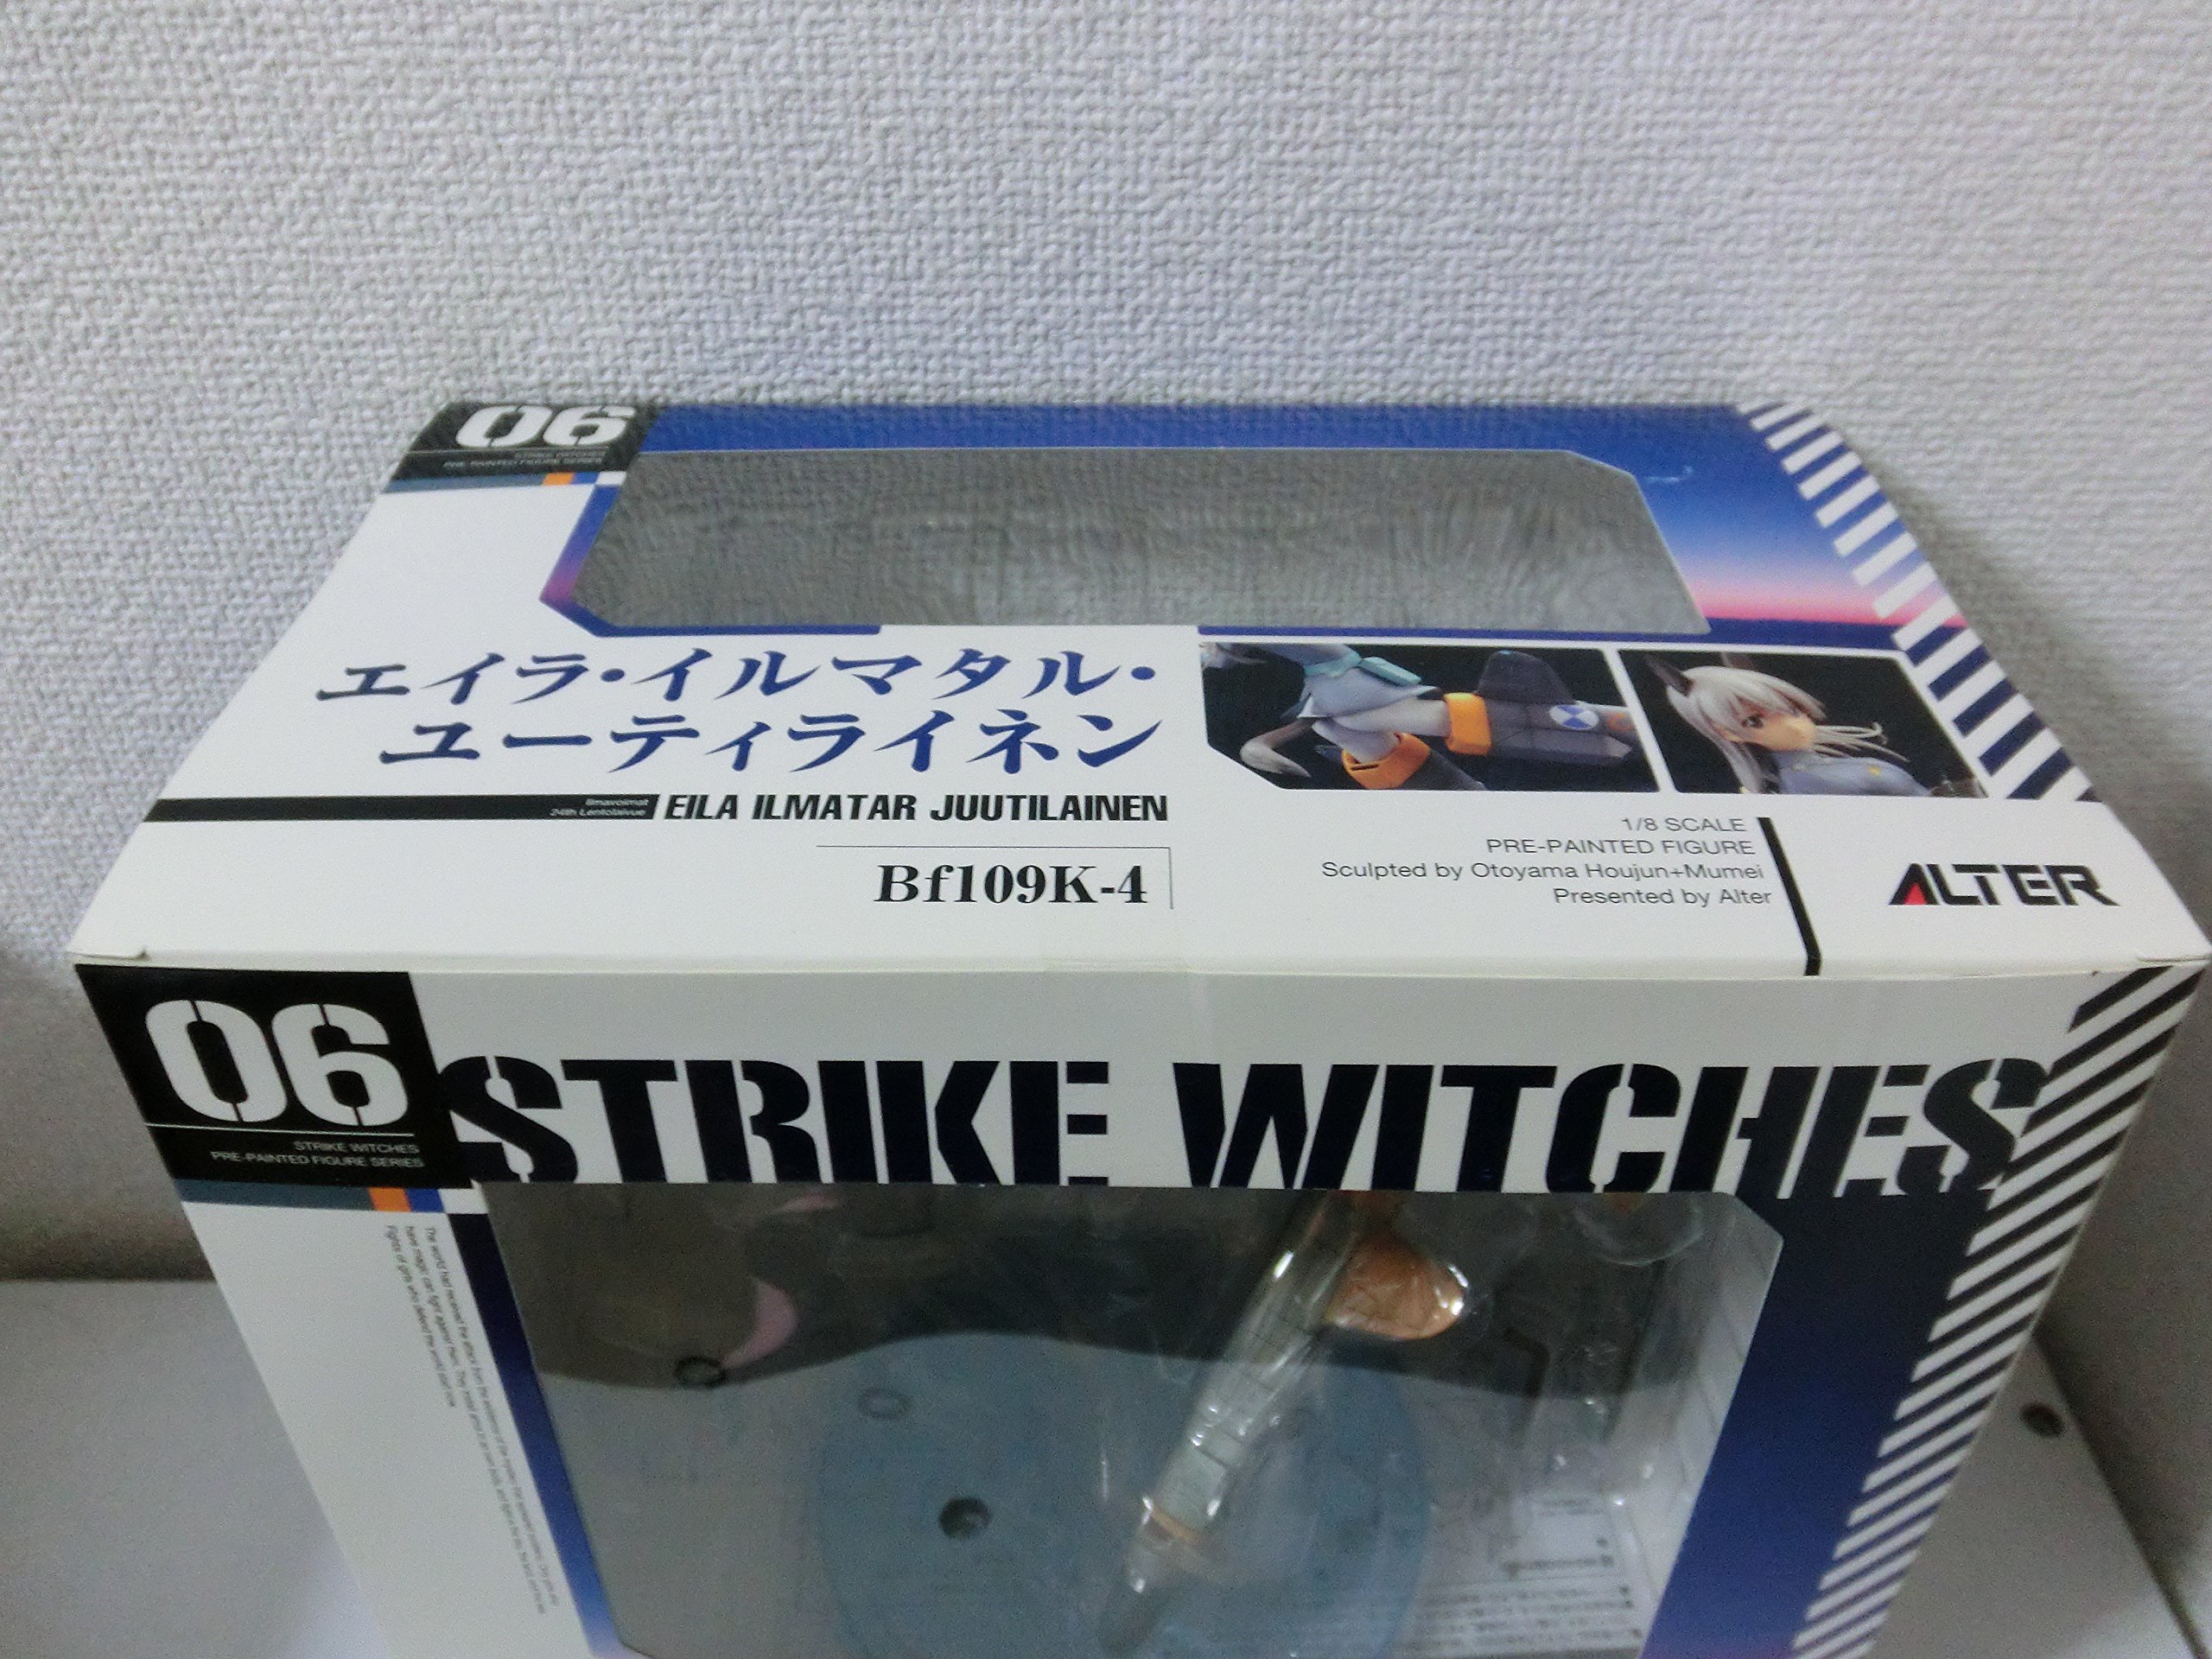 06
STRIKE WITCHES
PRE-PAINTED FIGURE SERIES
エイラ・イルマタル・
ユーティライネン
Ilmavoimat
24th Lentolaivue
EILA ILMATAR JUUTILAINEN
Bf109K-4
1/8 SCALE
PRE-PAINTED FIGURE
Sculpted by Otoyama Houjun+Mumei
Presented by Alter
ALTER
06
STRIKE WITCHES
PRE-PAINTED FIGURE SERIES
STRIKE WITCHES